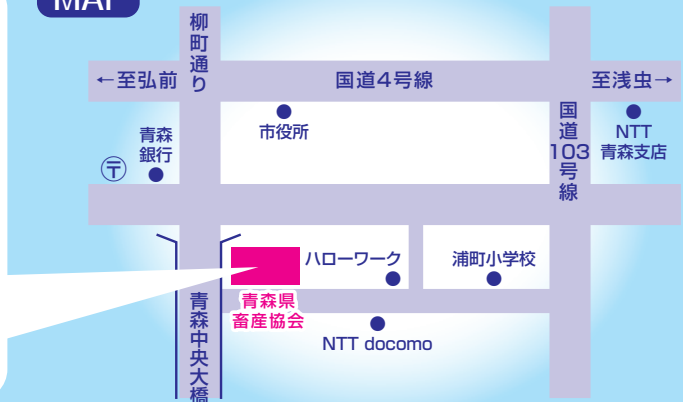 MAP
柳町通り
←至弘前
国道4号線
至浅虫→
市役所
国道103号線
NTT
青森支店
青森
銀行
〒
ハローワーク
浦町小学校
青森県
畜産協会
青森中央大橋
NTT docomo